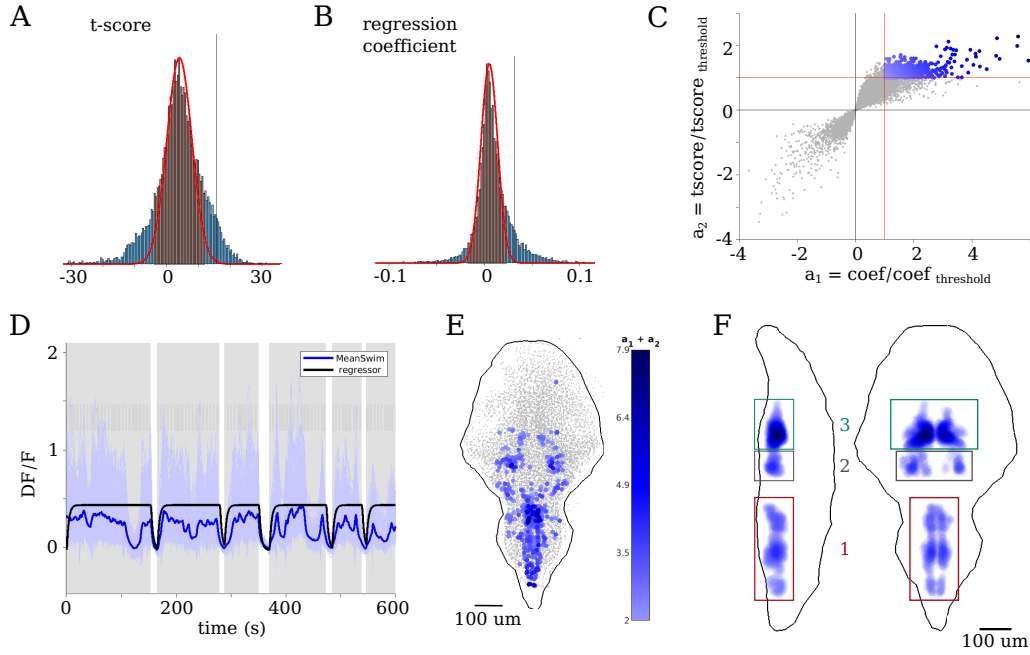 A
t-score
-30
0
30
B
regression
coefficient
-0.1
0
0.1
C
a2 = tscore/tscore threshold
2
0
-2
-4
-4
-2
0
2
4
a1 = coef/coef threshold
D
DF/F
2
1
0
MeanSwim
regressor
0
200
400
600
time (s)
E
a1 + a2
7.9
6.4
4.9
3.5
2
100 um
F
3
2
1
100 um